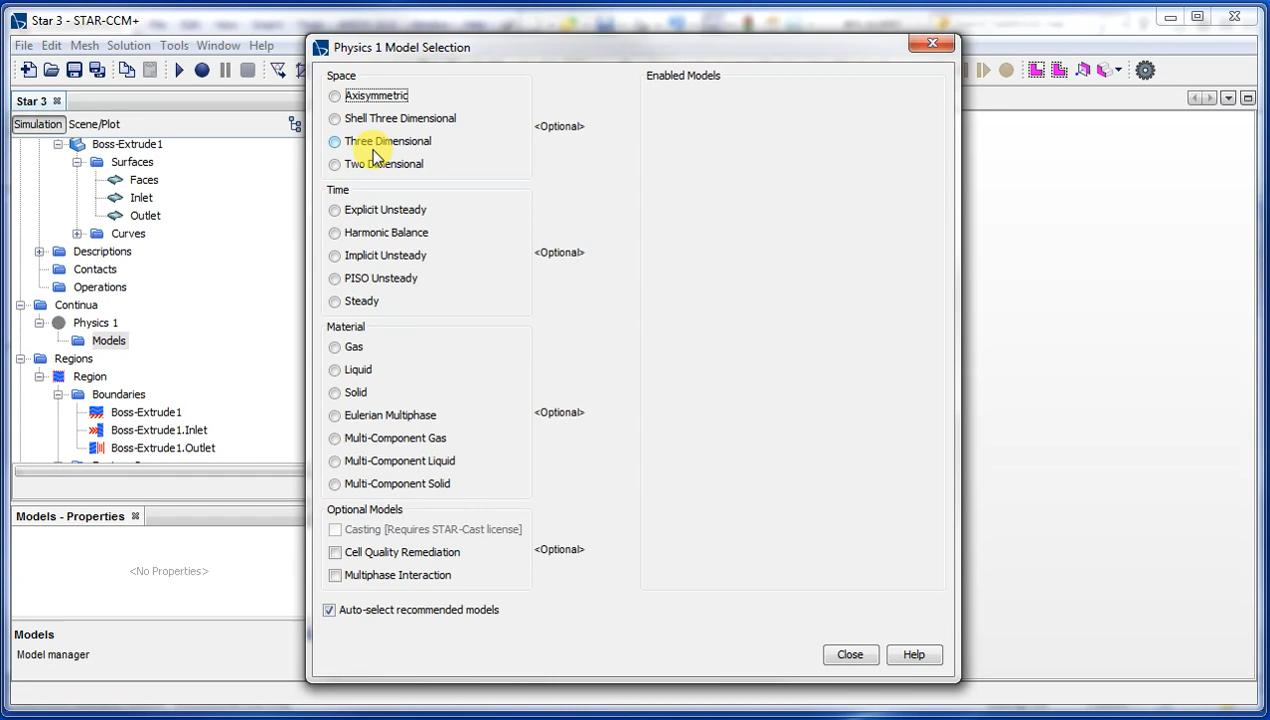 Star 3 - STAR-CCM+
File Edit Mesh Solution Tools Window Help
Star 3
Simulation Scene/Plot
Boss-Extrude1
Surfaces
Faces
Inlet
Outlet
Curves
Descriptions
Contacts
Operations
Continua
Physics 1
Models
Regions
Region
Boundaries
Boss-Extrude1
Boss-Extrude1.Inlet
Boss-Extrude1.Outlet
Models - Properties
<No Properties>
Models
Model manager
Physics 1 Model Selection
Space
Axisymmetric
Shell Three Dimensional
Three Dimensional
Two Dimensional
<Optional>
Time
Explicit Unsteady
Harmonic Balance
Implicit Unsteady
PISO Unsteady
Steady
<Optional>
Material
Gas
Liquid
Solid
Eulerian Multiphase
Multi-Component Gas
Multi-Component Liquid
Multi-Component Solid
<Optional>
Optional Models
Casting [Requires STAR-Cast license]
Cell Quality Remediation
Multiphase Interaction
<Optional>
Auto-select recommended models
Enabled Models
Close Help